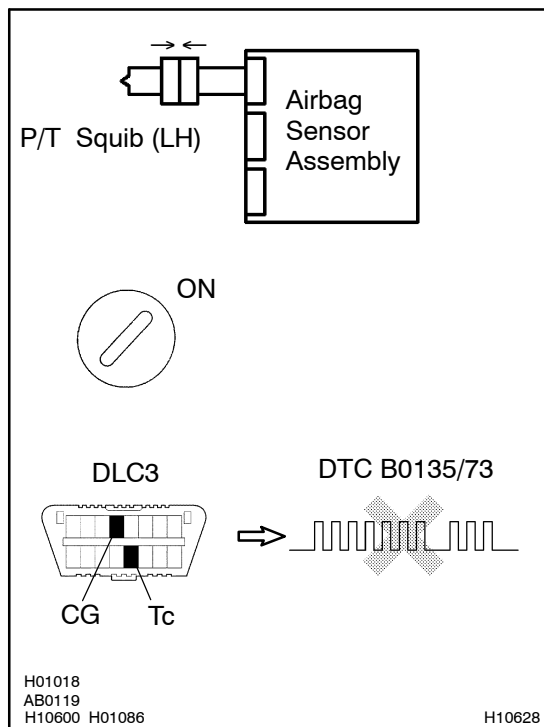 Airbag
Sensor
Assembly
P/T Squib (LH)
ON
DLC3
DTC B0135/73
CG
Tc
H01018
AB0119
H10600 H01086
H10628